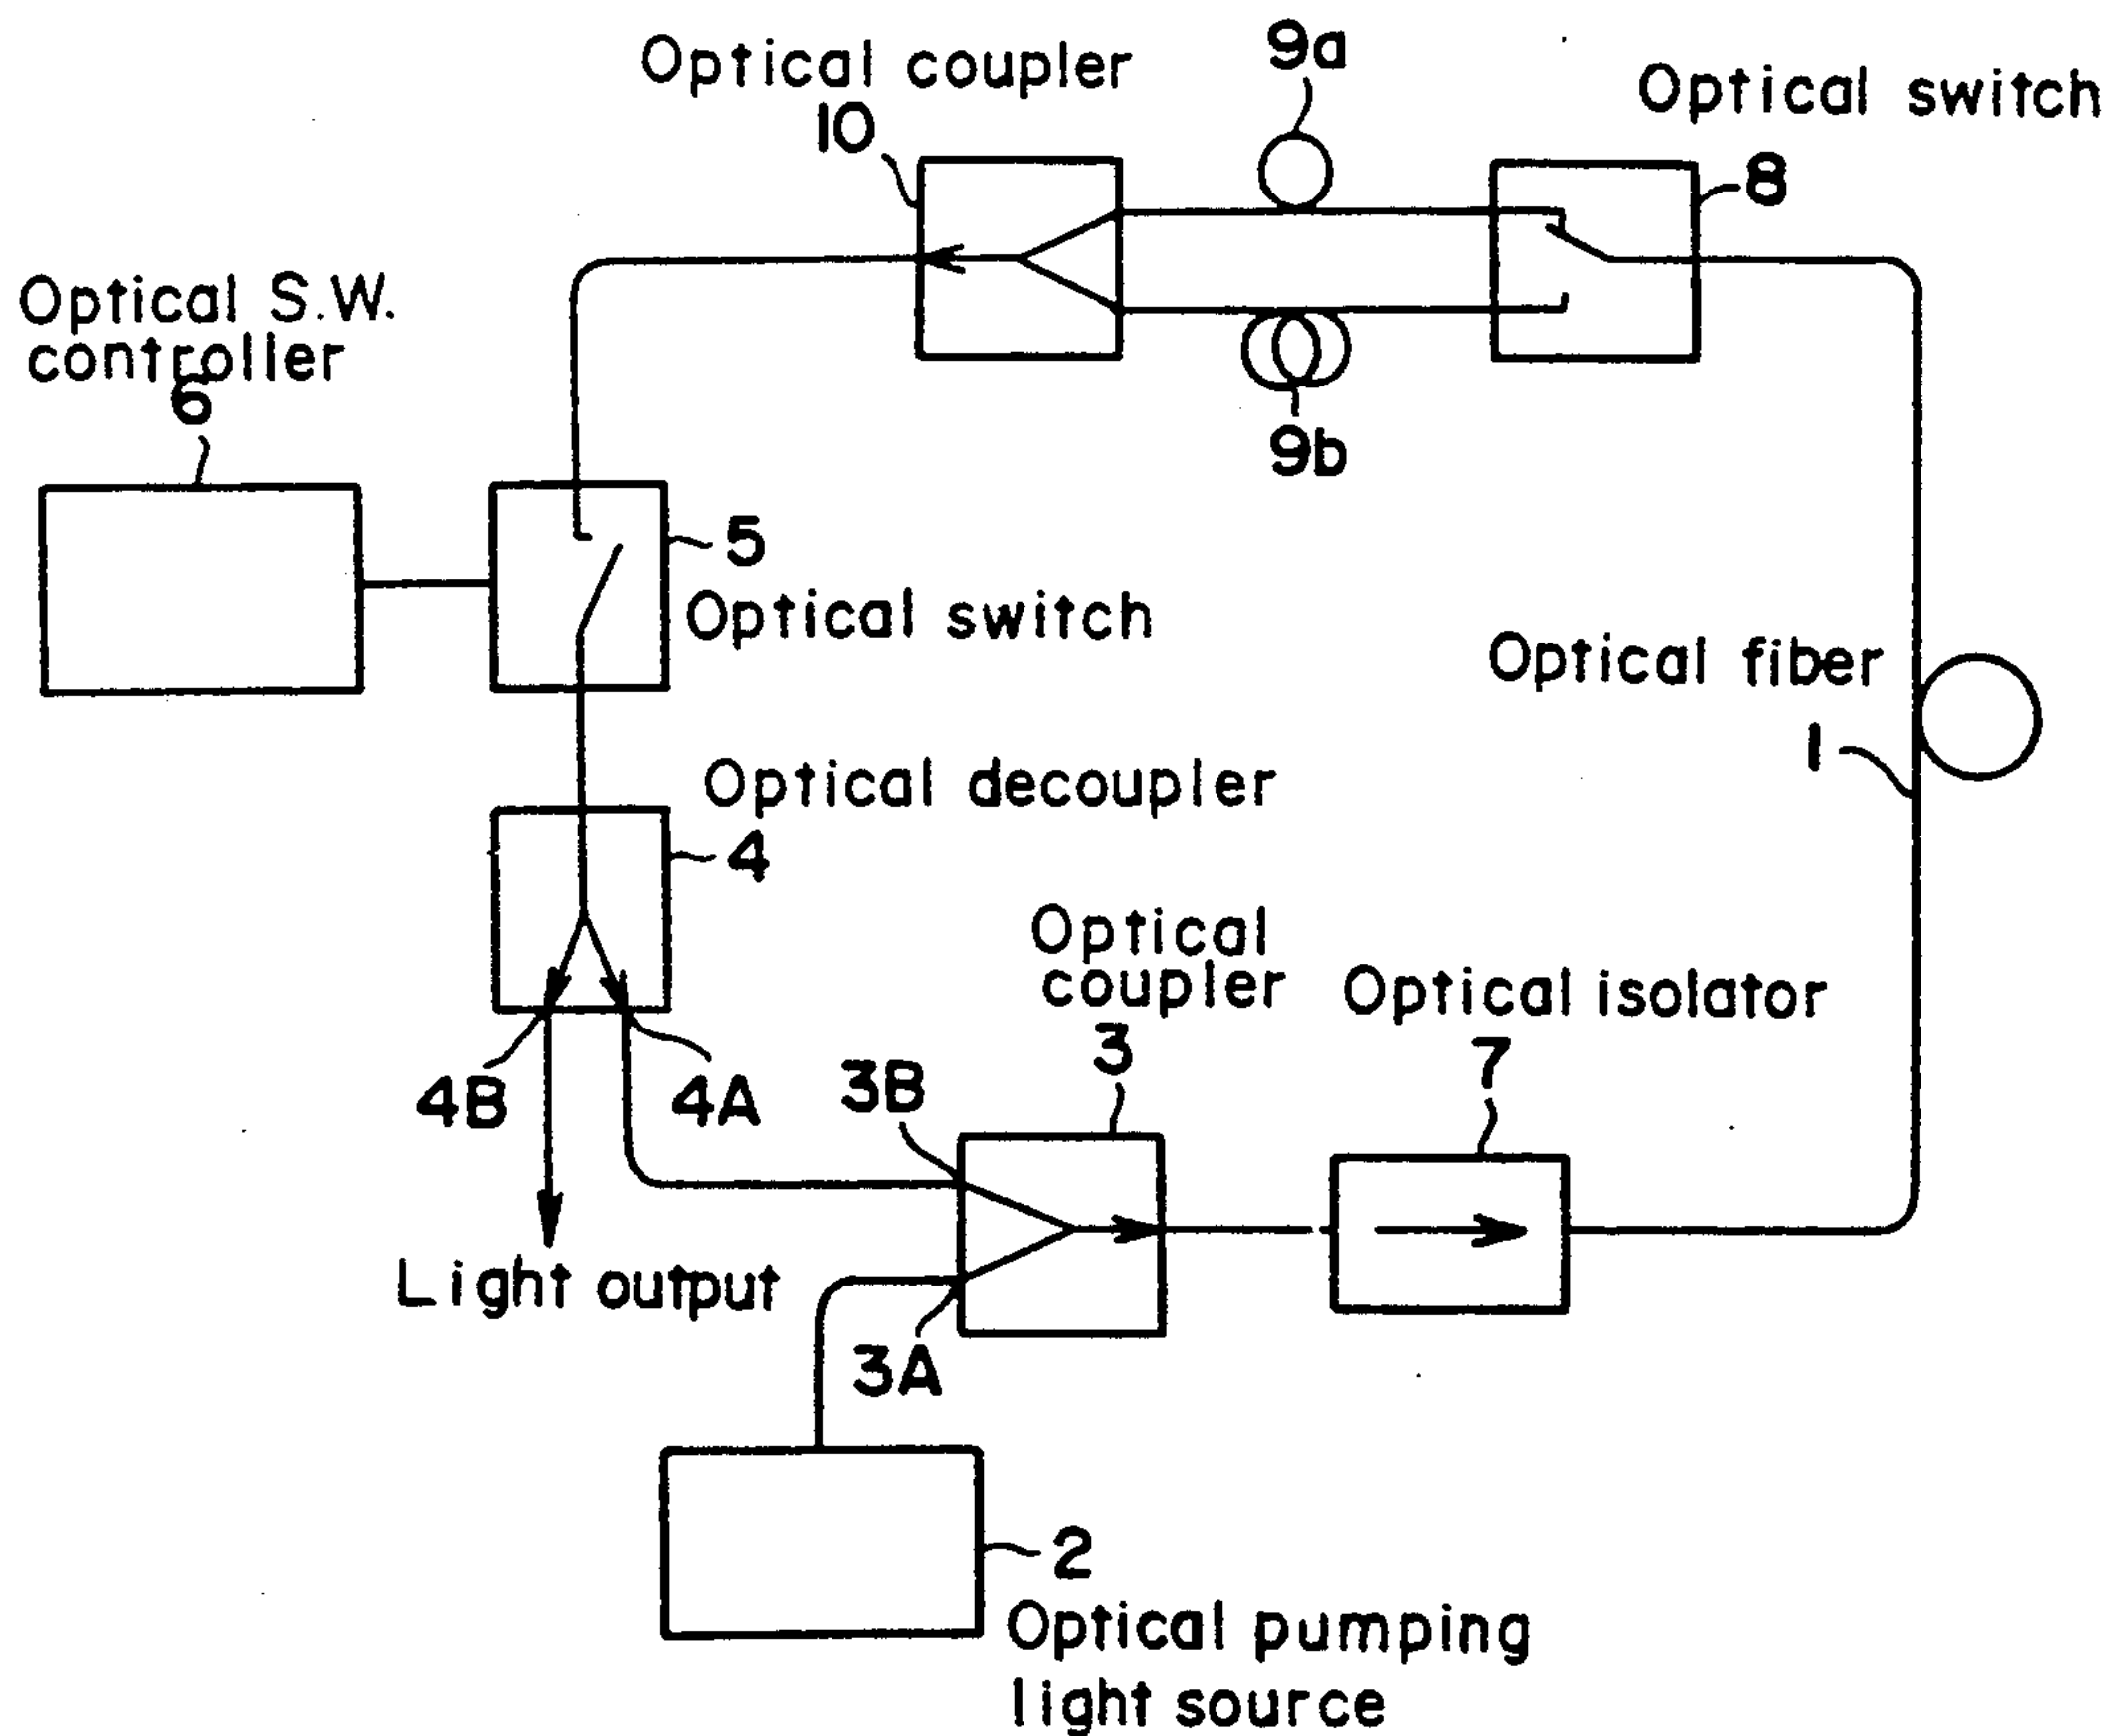 Optical coupler
10
9a
Optical switch
8
Optical S.W.
controller
6
9b
5
Optical switch
Optical fiber
1
Optical decoupler
4
Optical
coupler
3
Optical isolator
7
4B
4A
3B
Light output
3A
2
Optical pumping
light source